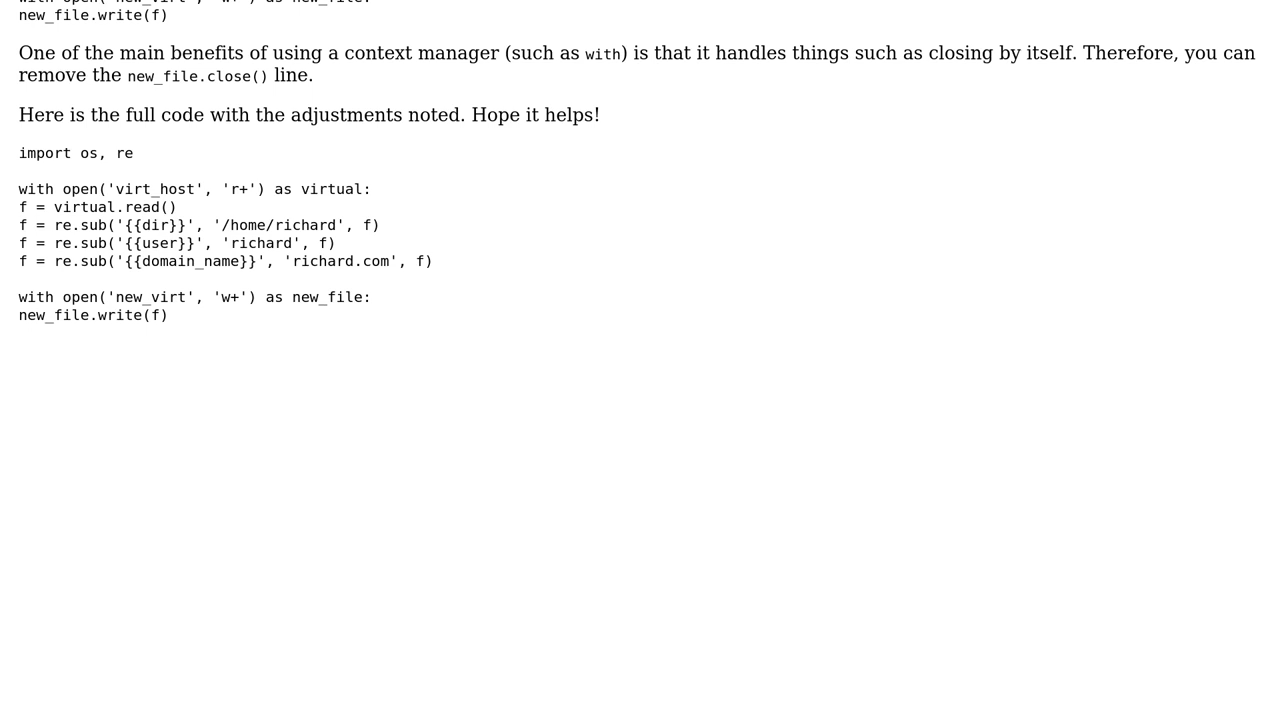 new_file.write(f)
One of the main benefits of using a context manager (such as with) is that it handles things such as closing by itself. Therefore, you can
remove the new_file.close() line.
Here is the full code with the adjustments noted. Hope it helps!
import os, re
with open('virt_host', 'r+') as virtual:
f = virtual.read()
f = re.sub('{{dir}}', '/home/richard', f)
f = re.sub('{{user}}', 'richard', f)
f = re.sub('{{domain_name}}', 'richard.com', f)
with open('new_virt', 'w+') as new_file:
new_file.write(f)